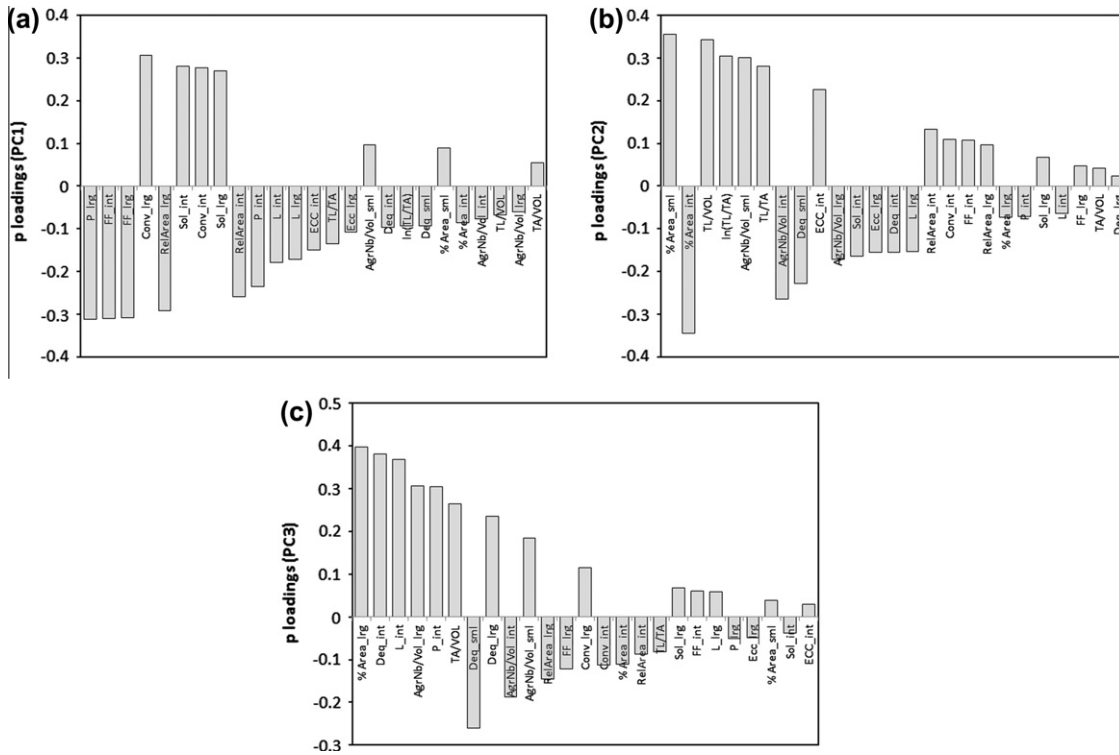 (a)
p loadings (PC1)
0.4
0.3
0.2
0.1
0
-0.1
-0.2
-0.3
-0.4
P_lrg
FF_int
FF_lrg
Conv_lrg
RelArea_lrg
Sol_int
Conv_int
Sol_lrg
RelArea_int
P_int
L_int
L_lrg
ECC_int
TL/TA
Ecc_lrg
AgrNb/Vol_sml
Deq_int
ln(TL/TA)
Deq_sml
% Area_sml
% Area_int
AgrNb/Vol_int
TL/VOL
AgrNb/Vol_lrg
TA/VOL
(b)
p loadings (PC2)
0.4
0.3
0.2
0.1
0
-0.1
-0.2
-0.3
-0.4
% Area_sml
% Area_int
TL/VOL
ln(TL/TA)
AgrNb/Vol_sml
TL/TA
AgrNb/Vol_int
Deq_sml
ECC_int
AgrNb/Vol_lrg
Sol_int
Ecc_lrg
Deq_int
L_lrg
RelArea_int
Conv_int
FF_int
RelArea_lrg
% Area_lrg
P_int
Sol_lrg
L_int
FF_lrg
TA/VOL
Deq_lrg
(c)
p loadings (PC3)
0.5
0.4
0.3
0.2
0.1
0
-0.1
-0.2
-0.3
% Area_lrg
Deq_int
L_int
AgrNb/Vol_lrg
P_int
TA/VOL
Deq_sml
Deq_lrg
AgrNb/Vol_int
AgrNb/Vol_sml
RelArea_lrg
FF_lrg
Conv_lrg
Conv_int
% Area_int
RelArea_int
TL/TA
Sol_lrg
FF_int
L_lrg
P_lrg
Ecc_lrg
% Area_sml
Sol_int
ECC_int